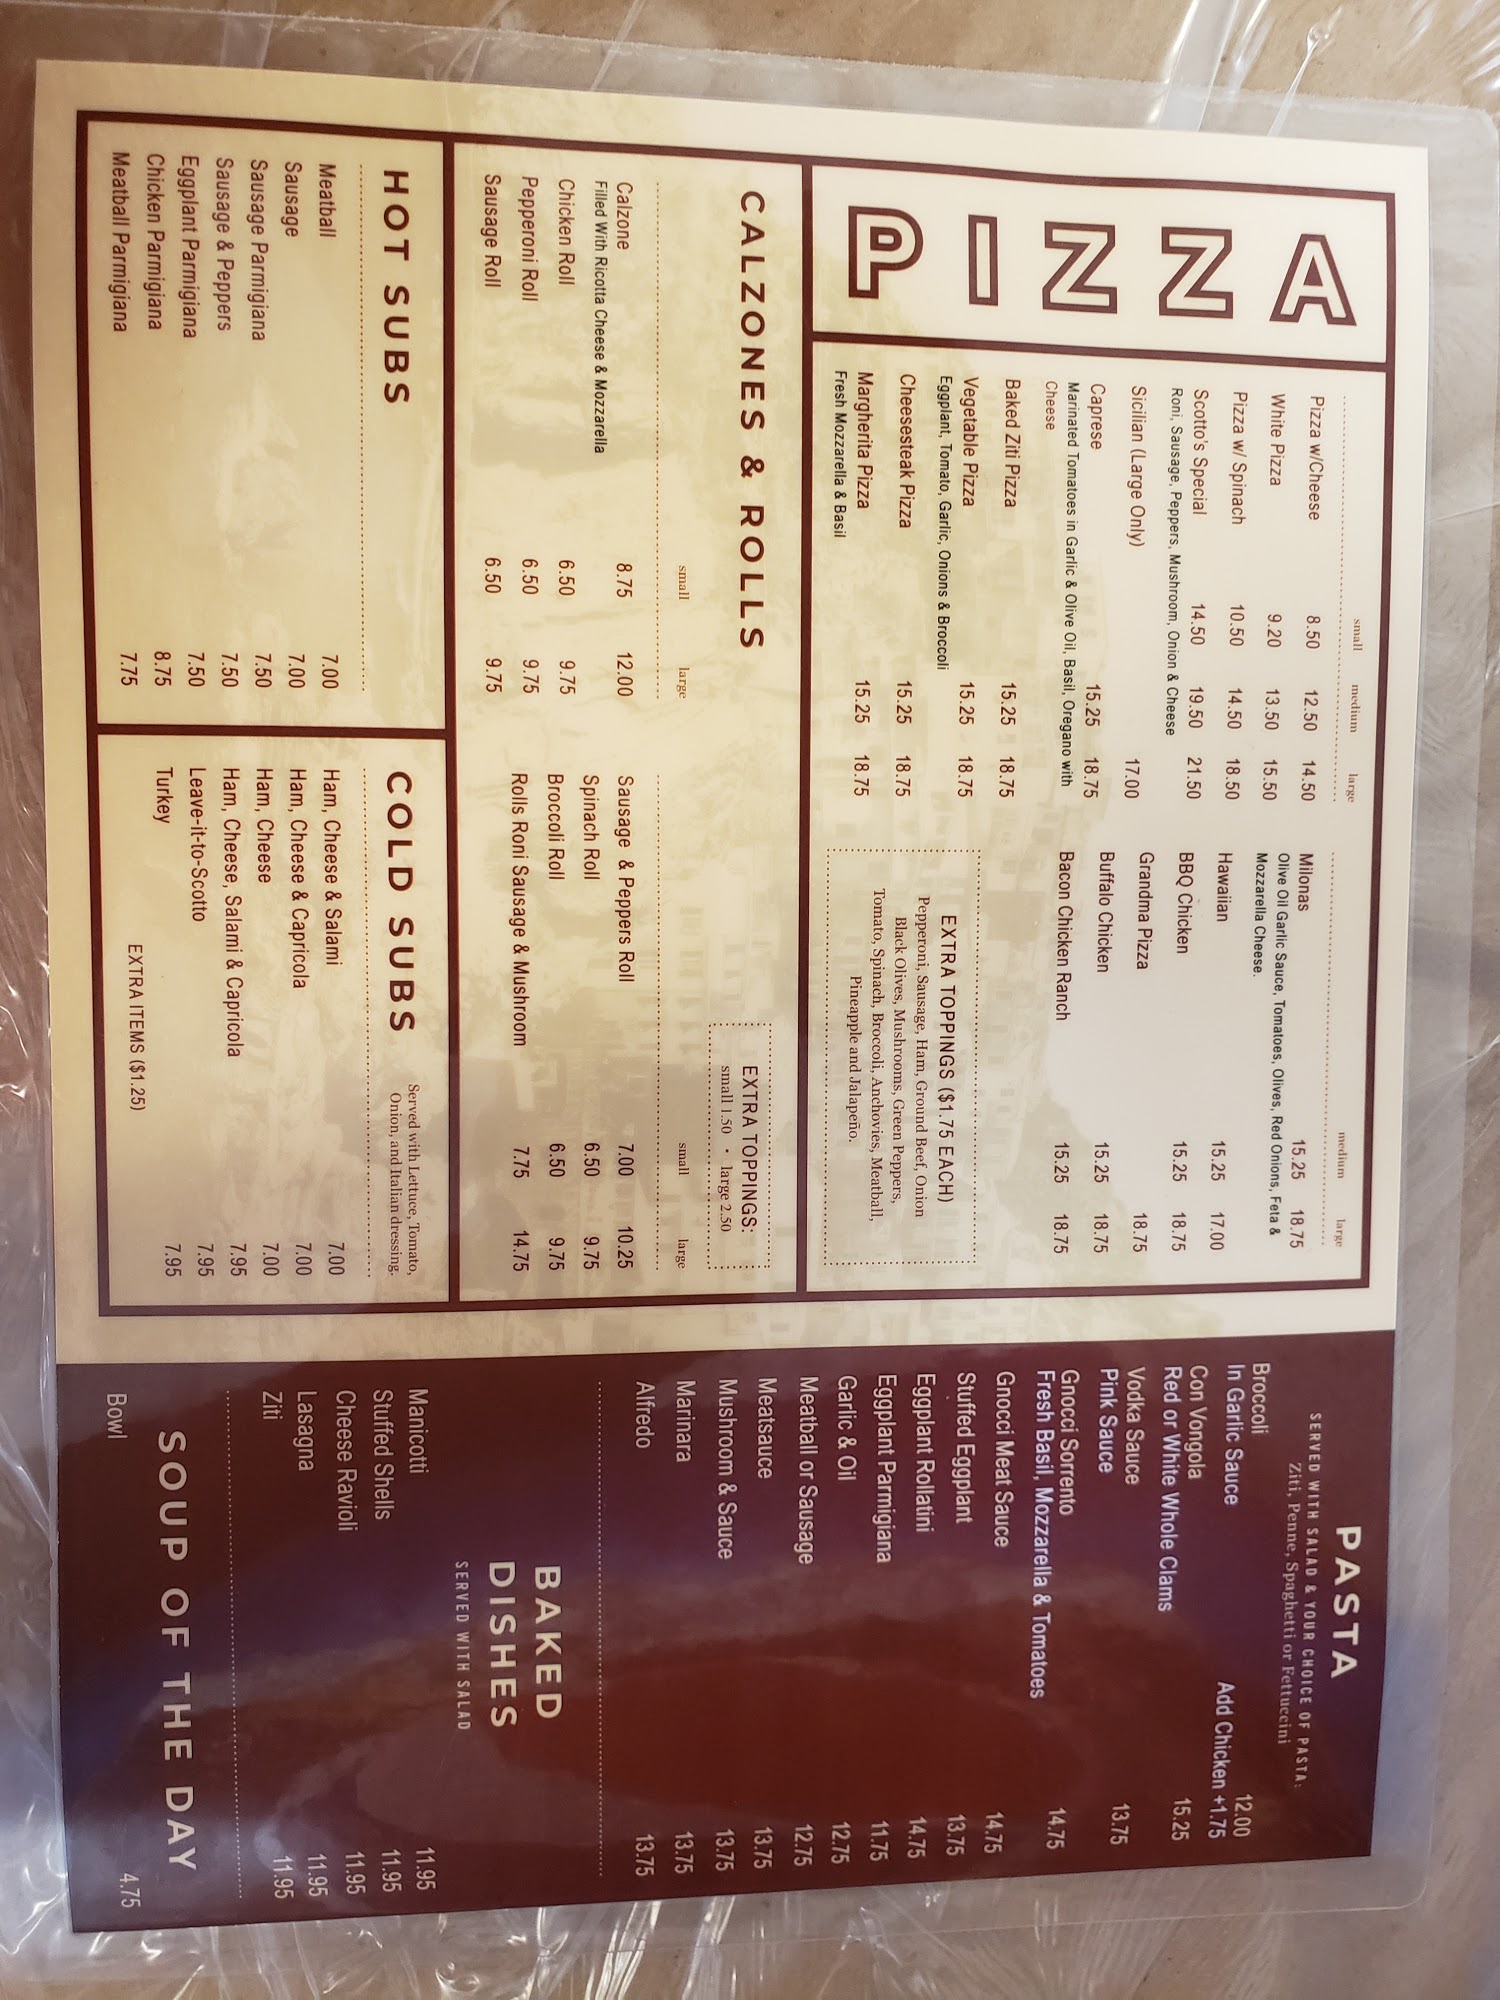 PIZZA
small medium large
Pizza w/Cheese 8.50 12.50 14.50
White Pizza 9.20 13.50 15.50
Pizza w/ Spinach 10.50 14.50 18.50
Scotto's Special 14.50 19.50 21.50
Roni, Sausage, Peppers, Mushroom, Onion & Cheese
Sicilian (Large Only) 17.00
Caprese 15.25 18.75
Marinated Tomatoes in Garlic & Olive Oil, Basil, Oregano with
Cheese
Baked Ziti Pizza 15.25 18.75
Vegetable Pizza 15.25 18.75
Eggplant, Tomato, Garlic, Onions & Broccoli
Cheesesteak Pizza 15.25 18.75
Margherita Pizza 15.25 18.75
Fresh Mozzarella & Basil
medium large
Milonas 15.25 18.75
Olive Oil Garlic Sauce, Tomatoes, Olives, Red Onions, Feta &
Mozzarella Cheese.
Hawaiian 15.25 17.00
BBQ Chicken 15.25 18.75
Grandma Pizza 18.75
Buffalo Chicken 15.25 18.75
Bacon Chicken Ranch 15.25 18.75
EXTRA TOPPINGS ($1.75 EACH)
Pepperoni, Sausage, Ham, Ground Beef, Onion
Black Olives, Mushrooms, Green Peppers,
Tomato, Spinach, Broccoli, Anchovies, Meatball,
Pineapple and Jalapeño.
CALZONES & ROLLS
EXTRA TOPPINGS:
small 1.50 • large 2.50
small large
Calzone 8.75 12.00
Filled With Ricotta Cheese & Mozzarella
Chicken Roll 6.50 9.75
Pepperoni Roll 6.50 9.75
Sausage Roll 6.50 9.75
small large
Sausage & Peppers Roll 7.00 10.25
Spinach Roll 6.50 9.75
Broccoli Roll 6.50 9.75
Rolls Roni Sausage & Mushroom 7.75 14.75
HOT SUBS
Meatball 7.00
Sausage 7.00
Sausage Parmigiana 7.50
Sausage & Peppers 7.50
Eggplant Parmigiana 7.50
Chicken Parmigiana 8.75
Meatball Parmigiana 7.75
COLD SUBS
Served with Lettuce, Tomato,
Onion, and Italian dressing.
Ham, Cheese & Salami 7.00
Ham, Cheese & Capricola 7.00
Ham, Cheese 7.00
Ham, Cheese, Salami & Capricola 7.95
Leave-it-to-Scotto 7.95
Turkey 7.95
EXTRA ITEMS ($1.25)
PASTA
SERVED WITH SALAD & YOUR CHOICE OF PASTA:
Ziti, Penne, Spaghetti or Fettuccini
Broccoli 12.00
In Garlic Sauce Add Chicken +1.75
Con Vongola 15.25
Red or White Whole Clams
Vodka Sauce 13.75
Pink Sauce
Gnocci Sorrento 14.75
Fresh Basil, Mozzarella & Tomatoes
Gnocci Meat Sauce 14.75
Stuffed Eggplant 13.75
Eggplant Rollatini 14.75
Eggplant Parmigiana 11.75
Garlic & Oil 12.75
Meatball or Sausage 12.75
Meatsauce 13.75
Mushroom & Sauce 13.75
Marinara 13.75
Alfredo 13.75
BAKED
DISHES
SERVED WITH SALAD
Manicotti 11.95
Stuffed Shells 11.95
Cheese Ravioli 11.95
Lasagna 11.95
Ziti 11.95
SOUP OF THE DAY
Bowl 4.75